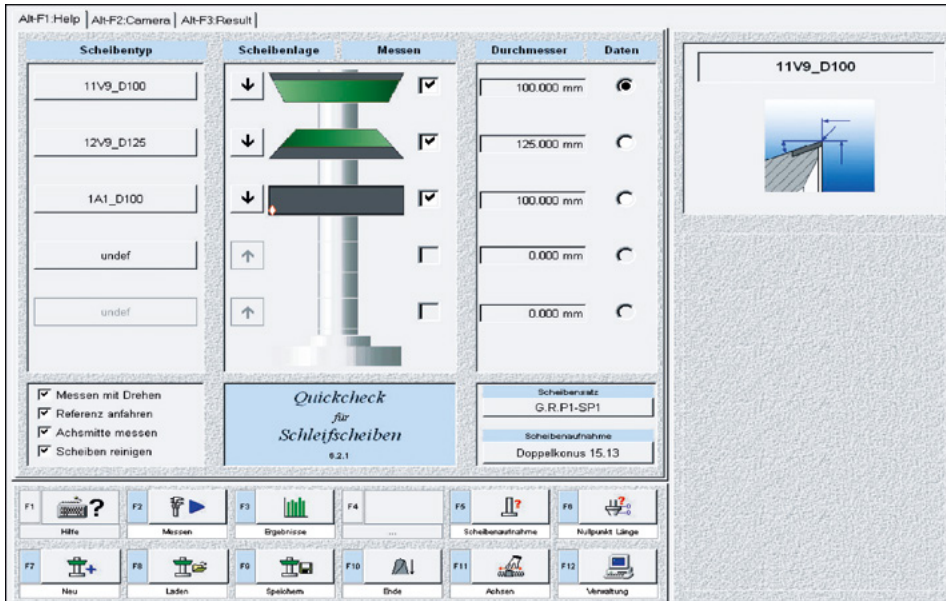 Alt-F1:Help Alt-F2:Camera Alt-F3:Result
Scheibentyp Scheibenlage Messen Durchmesser Daten
11V9_D100 100.000 mm
12V9_D125 125.000 mm
1A1_D100 100.000 mm
undef 0.000 mm
undef 0.000 mm
11V9_D100
Messen mit Drehen
Referenz anfahren
Achsmitte messen
Scheiben reinigen
Quickcheck
für
Schleifscheiben
6.2.1
Scheibensatz
G.R.P1-SP1
Scheibenaufnahme
Doppelkonus 15.13
F1 ? F2 F3 F4 F5 ? F6 ?
Hilfe Messen Ergebnisse ... Scheibenaufnahme Nullpunkt Länge
F7 F8 F9 F10 F11 F12
Neu Laden Speichern Ende Achsen Verwaltung